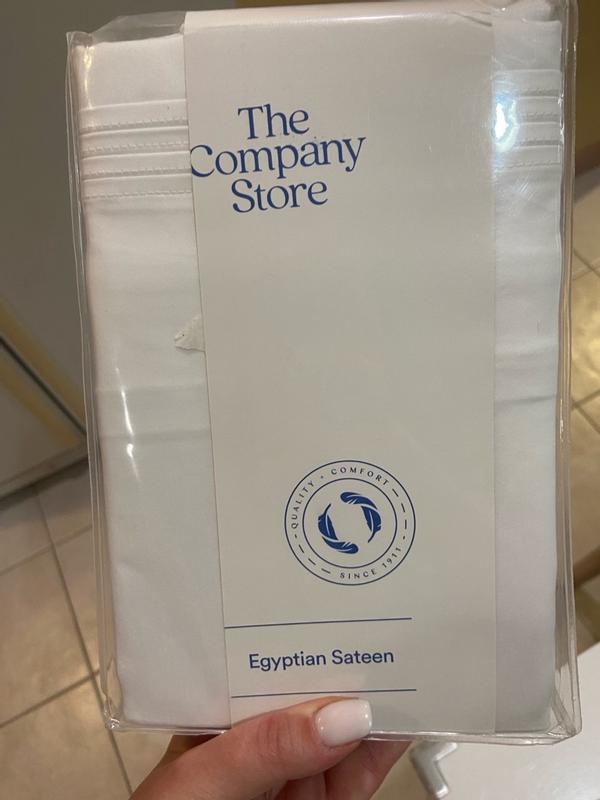 The
Company
Store
QUALITY • COMFORT
SINCE 1911
Egyptian Sateen